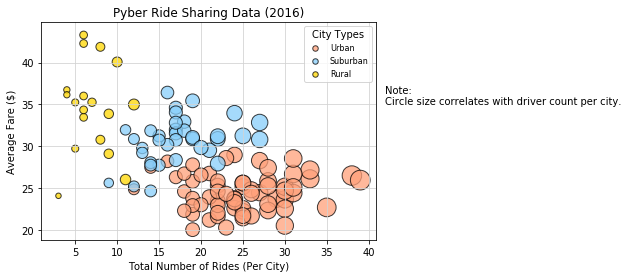 Pyber Ride Sharing Data (2016)
City Types
Urban
Suburban
Rural
Note:
Circle size correlates with driver count per city.
Average Fare ($)
40
35
30
25
20
5
10
15
20
25
30
35
40
Total Number of Rides (Per City)